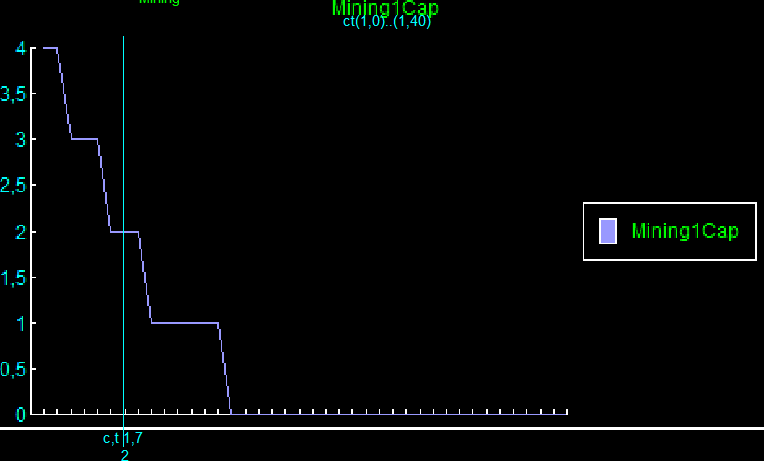 Mining
Mining1Cap
ct(1,0)..(1,40)
4
3,5
3
2,5
2
1,5
1
0,5
0
Mining1Cap
c,t 1,7
2